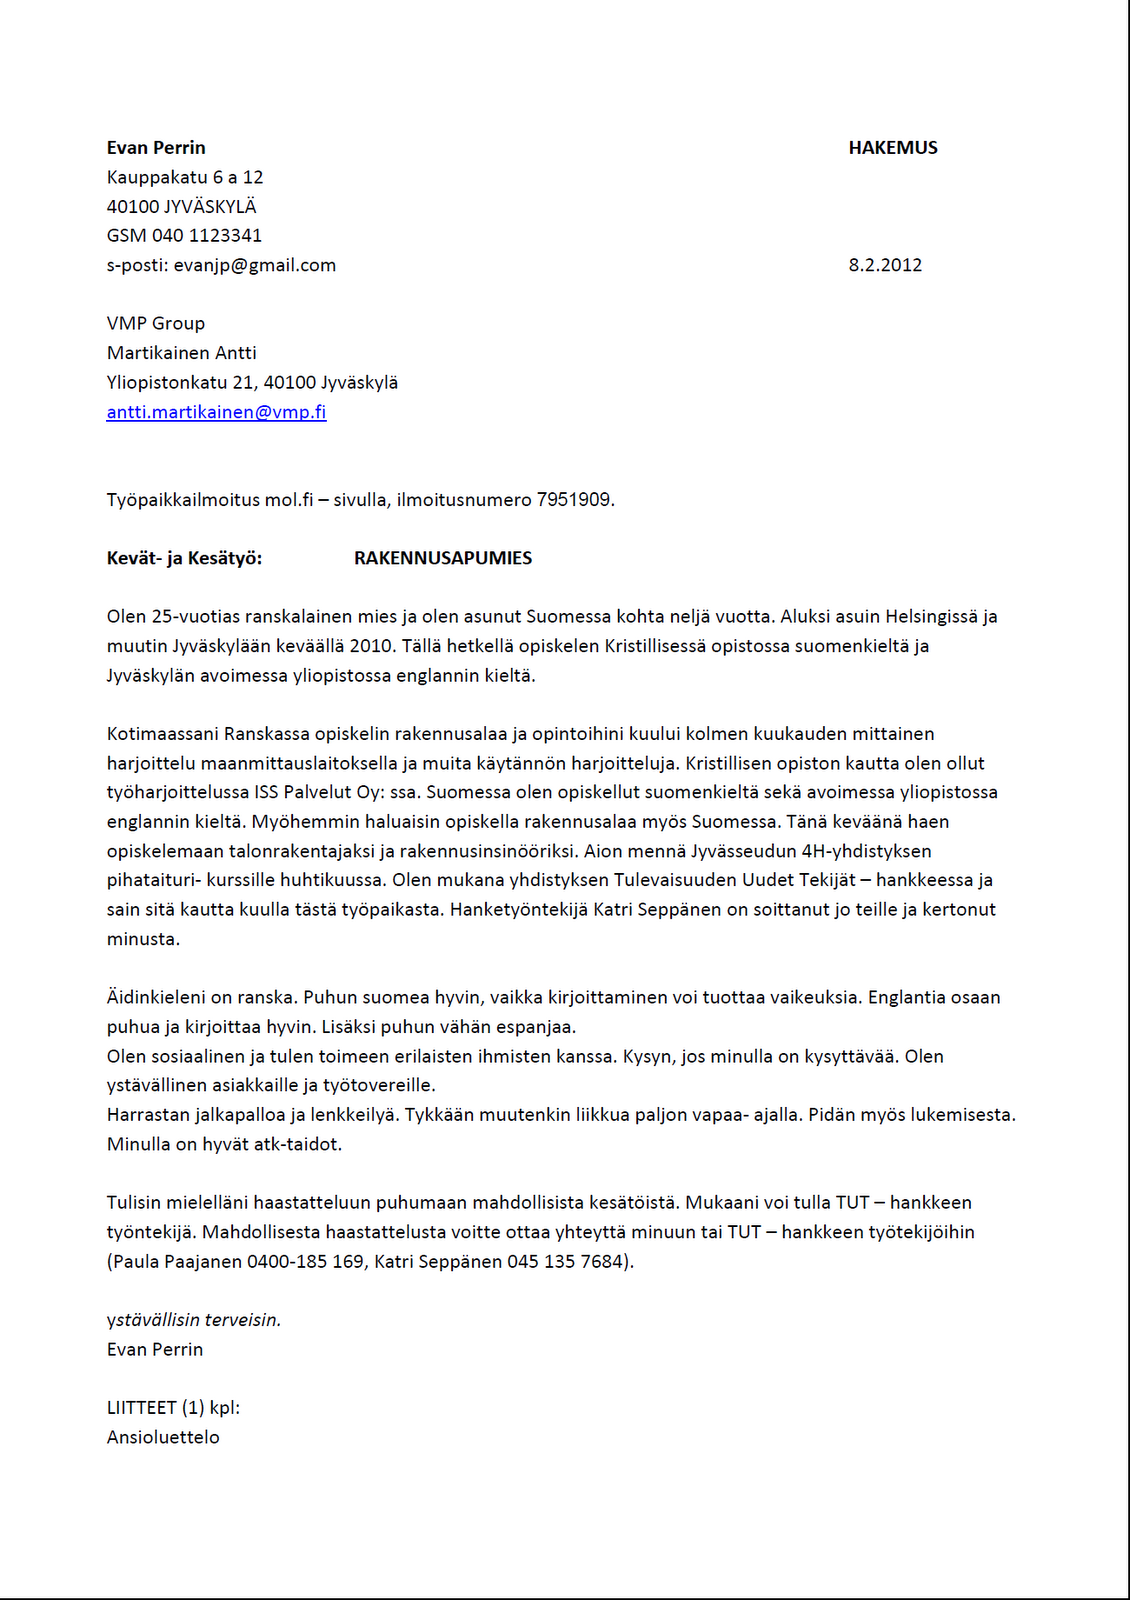 Evan Perrin HAKEMUS
Kauppakatu 6 a 12
40100 JYVÄSKYLÄ
GSM 040 1123341
s-posti: evanjp@gmail.com 8.2.2012
VMP Group
Martikainen Antti
Yliopistonkatu 21, 40100 Jyväskylä
antti.martikainen@vmp.fi
Työpaikkailmoitus mol.fi – sivulla, ilmoitusnumero 7951909.
Kevät- ja Kesätyö: RAKENNUSAPUMIES
Olen 25-vuotias ranskalainen mies ja olen asunut Suomessa kohta neljä vuotta. Aluksi asuin Helsingissä ja
muutin Jyväskylään keväällä 2010. Tällä hetkellä opiskelen Kristillisessä opistossa suomenkieltä ja
Jyväskylän avoimessa yliopistossa englannin kieltä.
Kotimaassani Ranskassa opiskelin rakennusalaa ja opintoihini kuului kolmen kuukauden mittainen
harjoittelu maanmittauslaitoksella ja muita käytännön harjoitteluja. Kristillisen opiston kautta olen ollut
työharjoittelussa ISS Palvelut Oy: ssa. Suomessa olen opiskellut suomenkieltä sekä avoimessa yliopistossa
englannin kieltä. Myöhemmin haluaisin opiskella rakennusalaa myös Suomessa. Tänä keväänä haen
opiskelemaan talonrakentajaksi ja rakennusinsinööriksi. Aion mennä Jyvässeudun 4H-yhdistyksen
pihataituri- kurssille huhtikuussa. Olen mukana yhdistyksen Tulevaisuuden Uudet Tekijät – hankkeessa ja
sain sitä kautta kuulla tästä työpaikasta. Hanketyöntekijä Katri Seppänen on soittanut jo teille ja kertonut
minusta.
Äidinkieleni on ranska. Puhun suomea hyvin, vaikka kirjoittaminen voi tuottaa vaikeuksia. Englantia osaan
puhua ja kirjoittaa hyvin. Lisäksi puhun vähän espanjaa.
Olen sosiaalinen ja tulen toimeen erilaisten ihmisten kanssa. Kysyn, jos minulla on kysyttävää. Olen
ystävällinen asiakkaille ja työtovereille.
Harrastan jalkapalloa ja lenkkeilyä. Tykkään muutenkin liikkua paljon vapaa- ajalla. Pidän myös lukemisesta.
Minulla on hyvät atk-taidot.
Tulisin mielelläni haastatteluun puhumaan mahdollisista kesätöistä. Mukaani voi tulla TUT – hankkeen
työntekijä. Mahdollisesta haastattelusta voitte ottaa yhteyttä minuun tai TUT – hankkeen työtekijöihin
(Paula Paajanen 0400-185 169, Katri Seppänen 045 135 7684).
ystävällisin terveisin.
Evan Perrin
LIITTEET (1) kpl:
Ansioluettelo